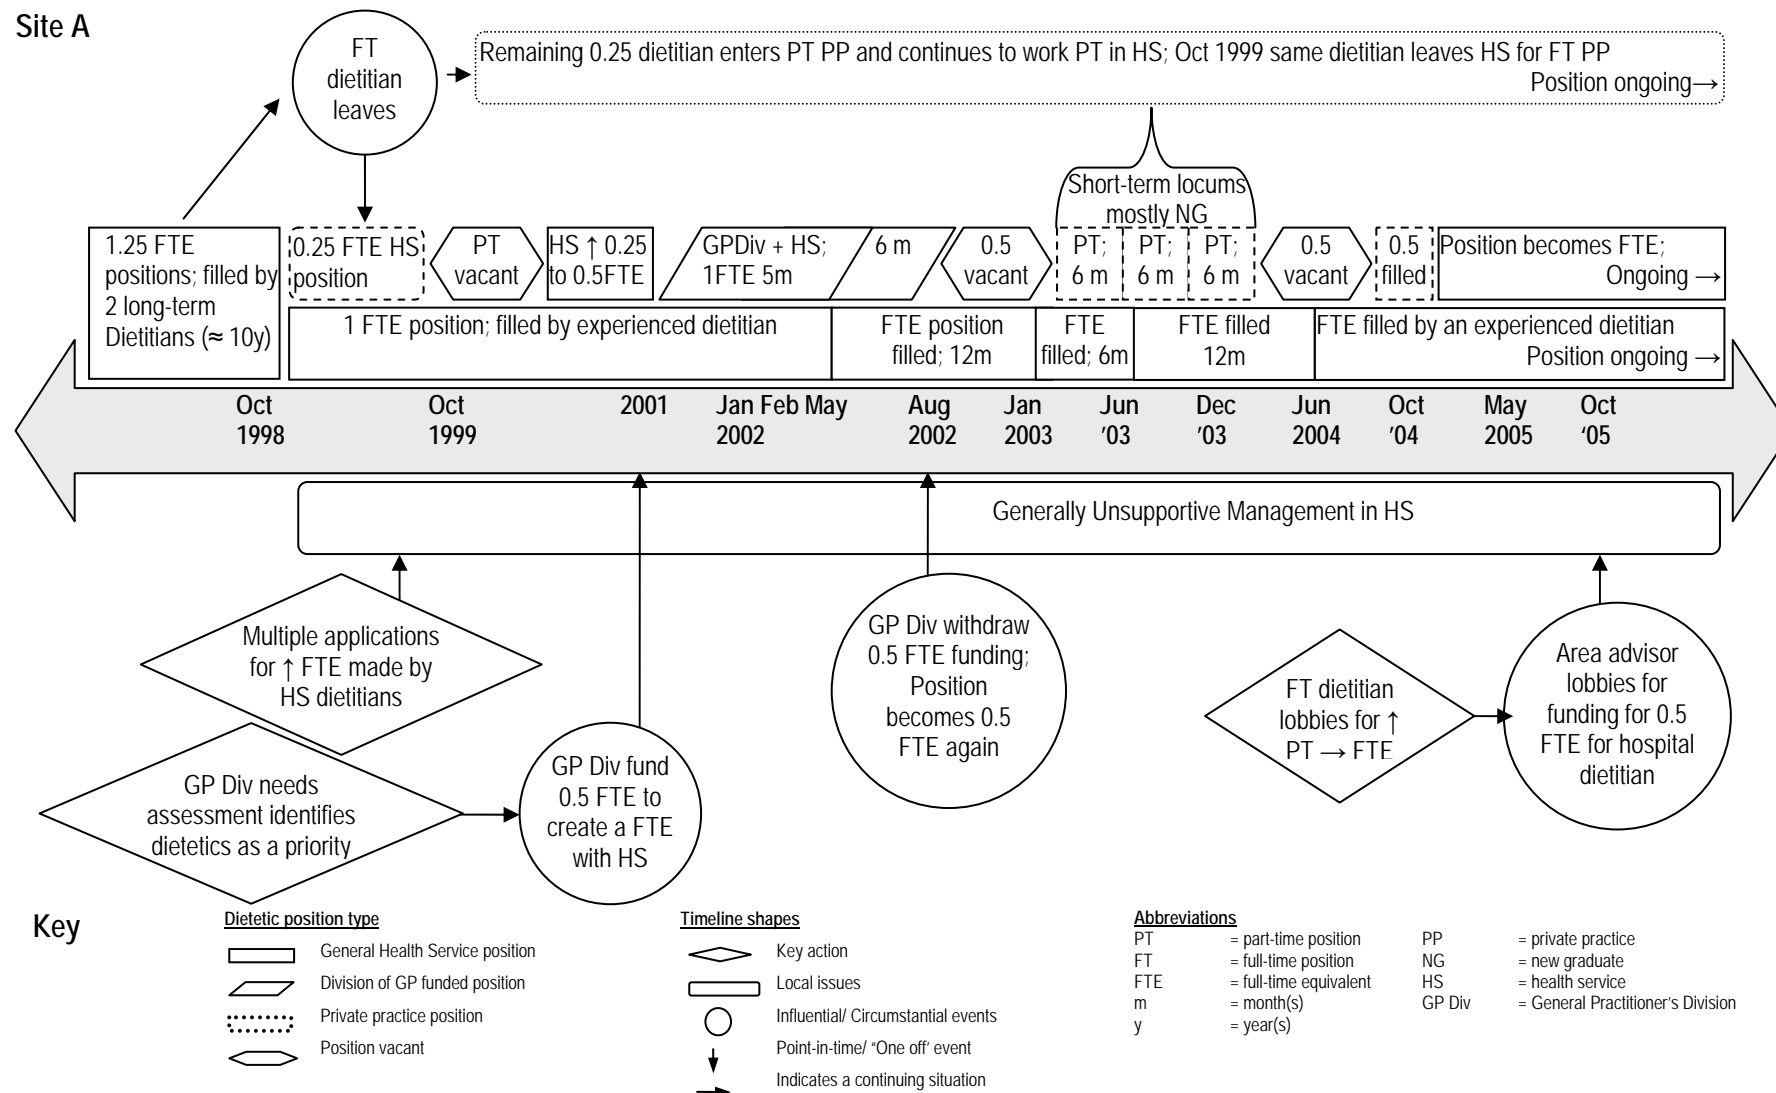 Site A
FT
dietitian
leaves
Remaining 0.25 dietitian enters PT PP and continues to work PT in HS; Oct 1999 same dietitian leaves HS for FT PP
Position ongoing→
Short-term locums
mostly NG
1.25 FTE
positions; filled by
2 long-term
Dietitians (≈ 10y)
0.25 FTE HS
position
PT
vacant
HS ↑ 0.25
to 0.5FTE
GPDiv + HS;
1FTE 5m
6 m
0.5
vacant
PT;
6 m
PT;
6 m
PT;
6 m
0.5
vacant
0.5
filled
Position becomes FTE;
Ongoing →
1 FTE position; filled by experienced dietitian
FTE position
filled; 12m
FTE
filled; 6m
FTE filled
12m
FTE filled by an experienced dietitian
Position ongoing →
Oct
1998
Oct
1999
2001
Jan Feb May
2002
Aug
2002
Jan
2003
Jun
'03
Dec
'03
Jun
2004
Oct
'04
May
2005
Oct
'05
Generally Unsupportive Management in HS
Multiple applications
for ↑ FTE made by
HS dietitians
GP Div needs
assessment identifies
dietetics as a priority
GP Div fund
0.5 FTE to
create a FTE
with HS
GP Div withdraw
0.5 FTE funding;
Position
becomes 0.5
FTE again
FT dietitian
lobbies for ↑
PT → FTE
Area advisor
lobbies for
funding for 0.5
FTE for hospital
dietitian
Key
Dietetic position type
General Health Service position
Division of GP funded position
Private practice position
Position vacant
Timeline shapes
Key action
Local issues
Influential/ Circumstantial events
Point-in-time/ "One off' event
Indicates a continuing situation
Abbreviations
PT = part-time position
FT = full-time position
FTE = full-time equivalent
m = month(s)
y = year(s)
PP = private practice
NG = new graduate
HS = health service
GP Div = General Practitioner's Division